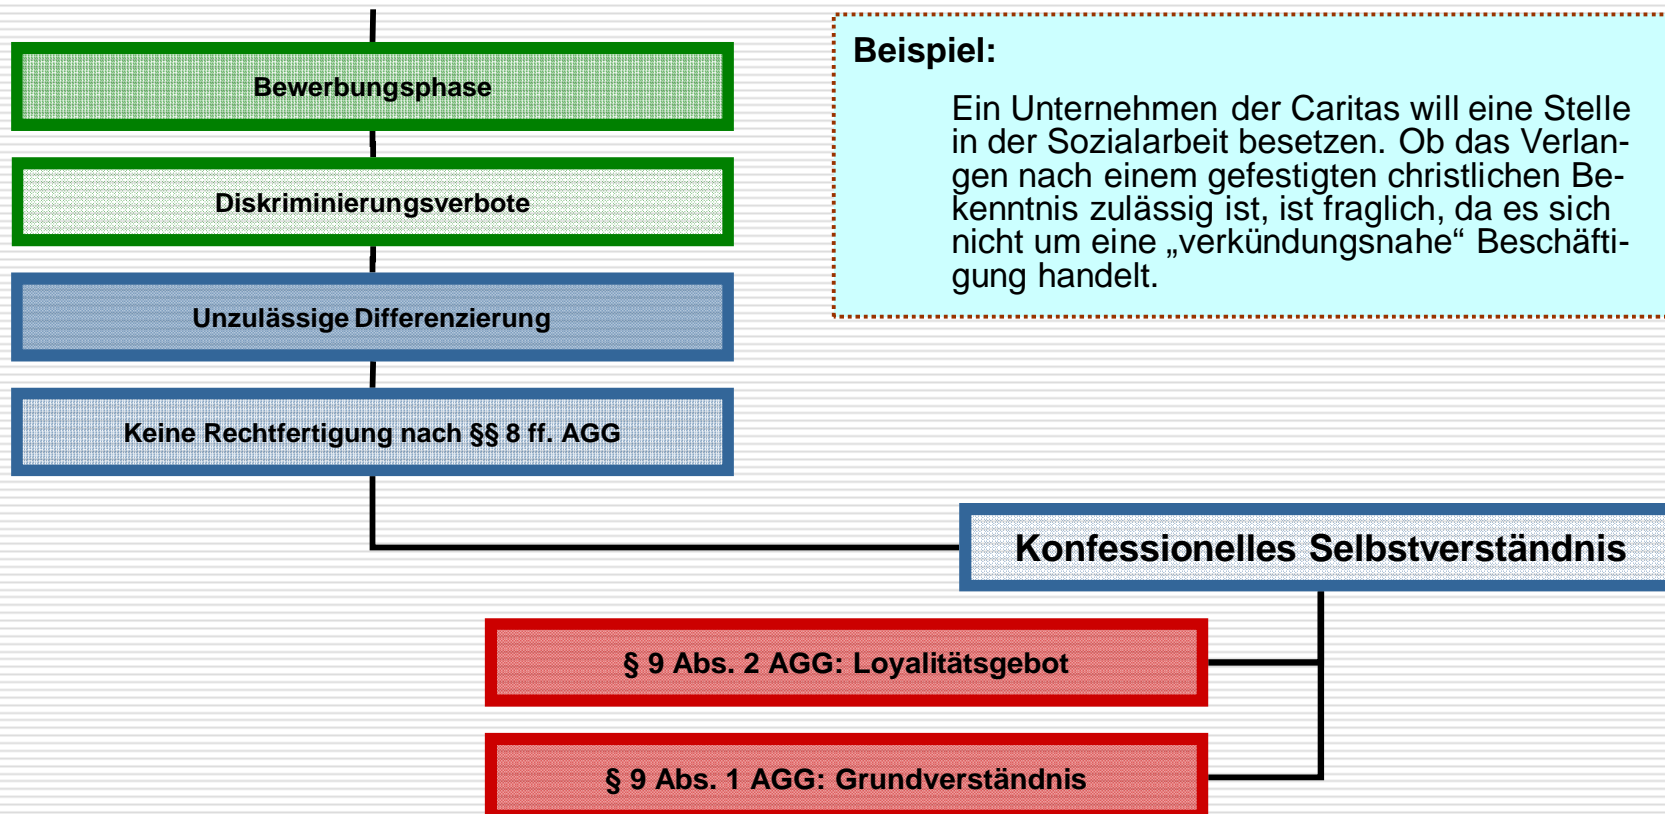 Bewerbungsphase
Diskriminierungsverbote
Unzulässige Differenzierung
Keine Rechtfertigung nach §§ 8 ff. AGG
Beispiel:
Ein Unternehmen der Caritas will eine Stelle
in der Sozialarbeit besetzen. Ob das Verlan-
gen nach einem gefestigten christlichen Be-
kenntnis zulässig ist, ist fraglich, da es sich
nicht um eine „verkündungsnahe“ Beschäfti-
gung handelt.
Konfessionelles Selbstverständnis
§ 9 Abs. 2 AGG: Loyalitätsgebot
§ 9 Abs. 1 AGG: Grundverständnis